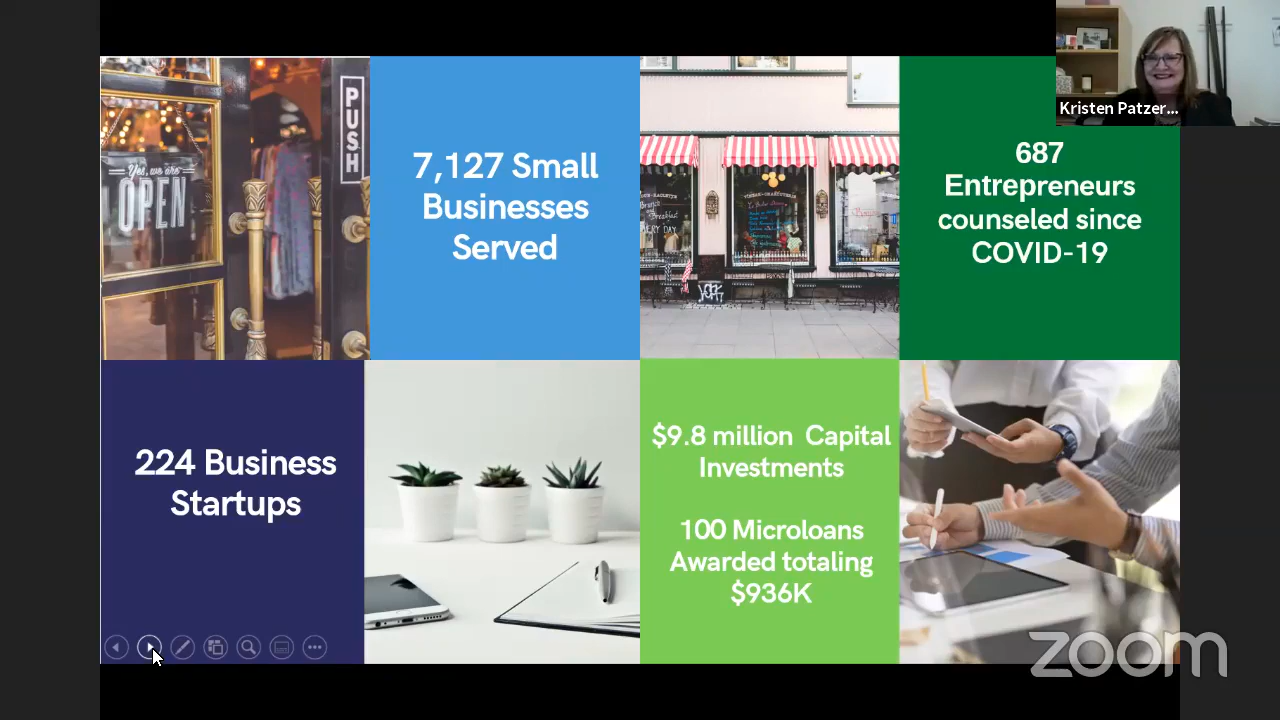 Kristen Patzer...
Yes, we are
OPEN
PUSH
7,127 Small
Businesses
Served
687
Entrepreneurs
counseled since
COVID-19
224 Business
Startups
$9.8 million Capital
Investments
100 Microloans
Awarded totaling
$936K
zoom